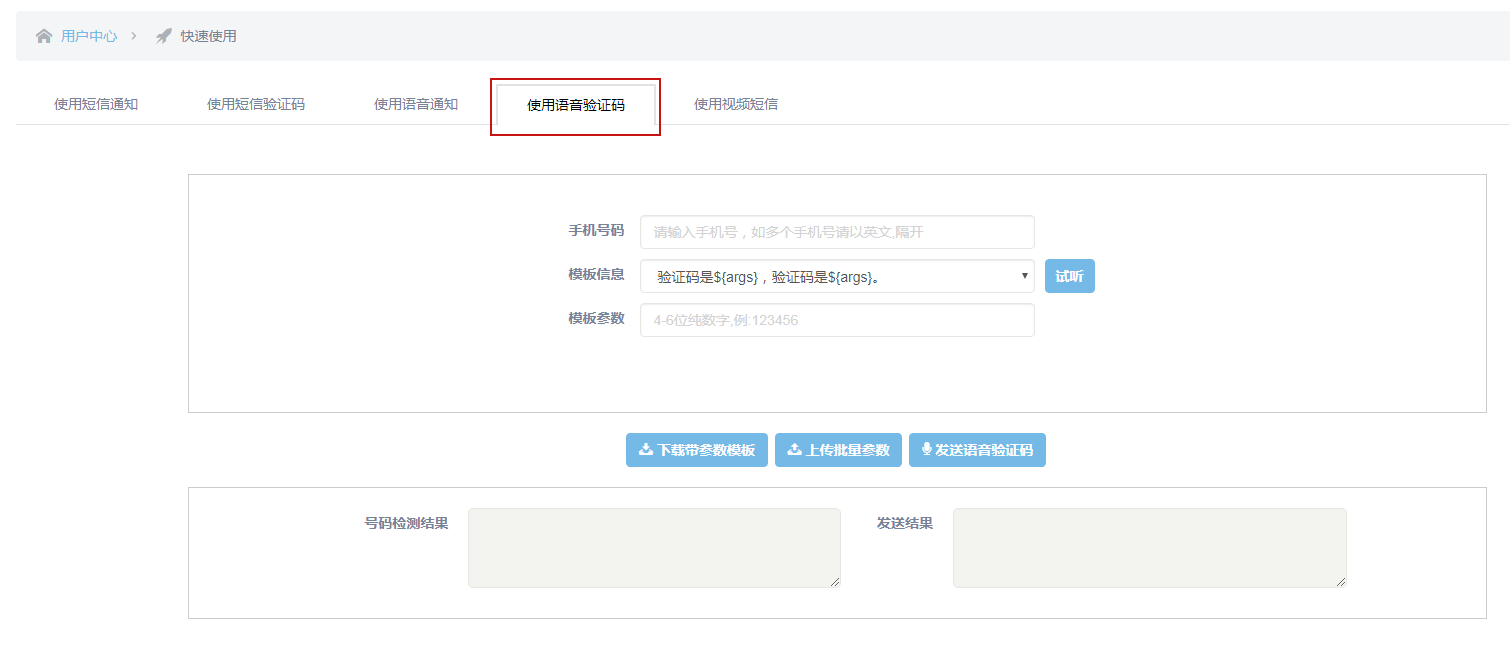 用户中心 > 快速使用
使用短信通知 使用短信验证码 使用语音通知 使用语音验证码 使用视频短信
手机号码 请输入手机号，如多个手机号请以英文,隔开
模板信息 验证码是${args}，验证码是${args}。 试听
模板参数 4-6位纯数字,例:123456
下载带参数模板 上传批量参数 发送语音验证码
号码检测结果 发送结果